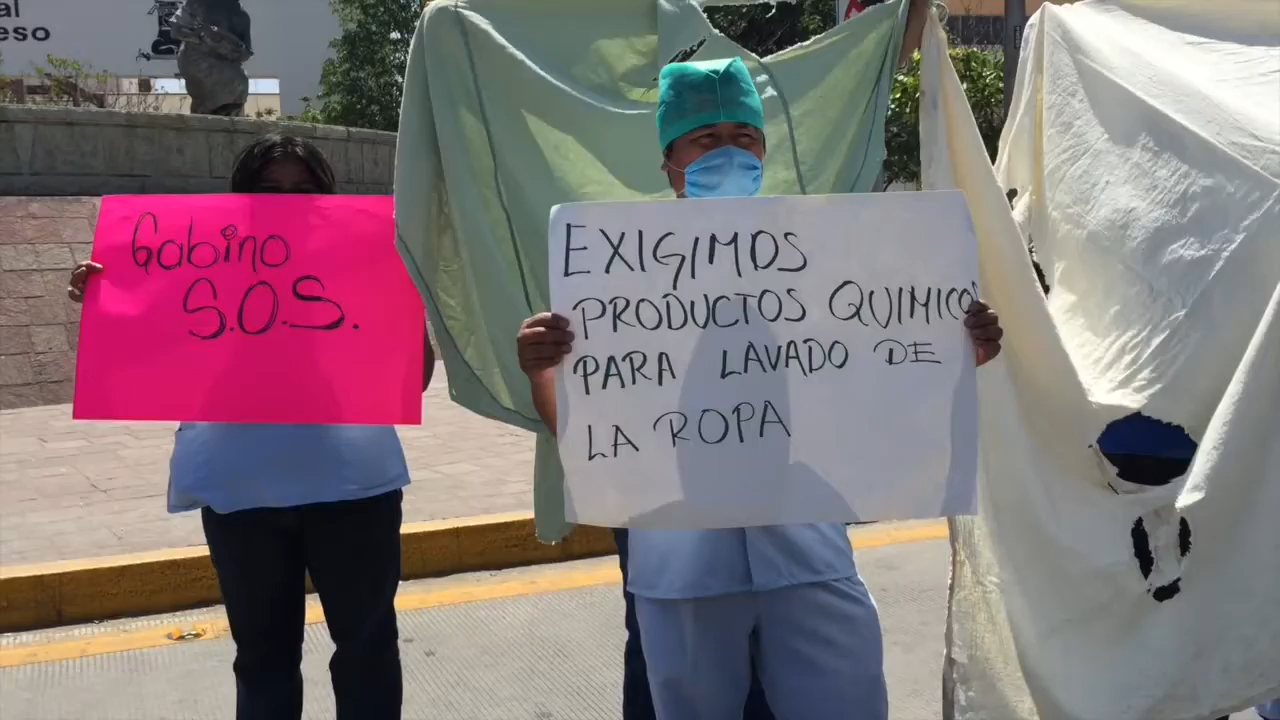 al
eso
Gabino
S.O.S.
EXIGIMOS
PRODUCTOS QUIMICOS
PARA LAVADO DE
LA ROPA